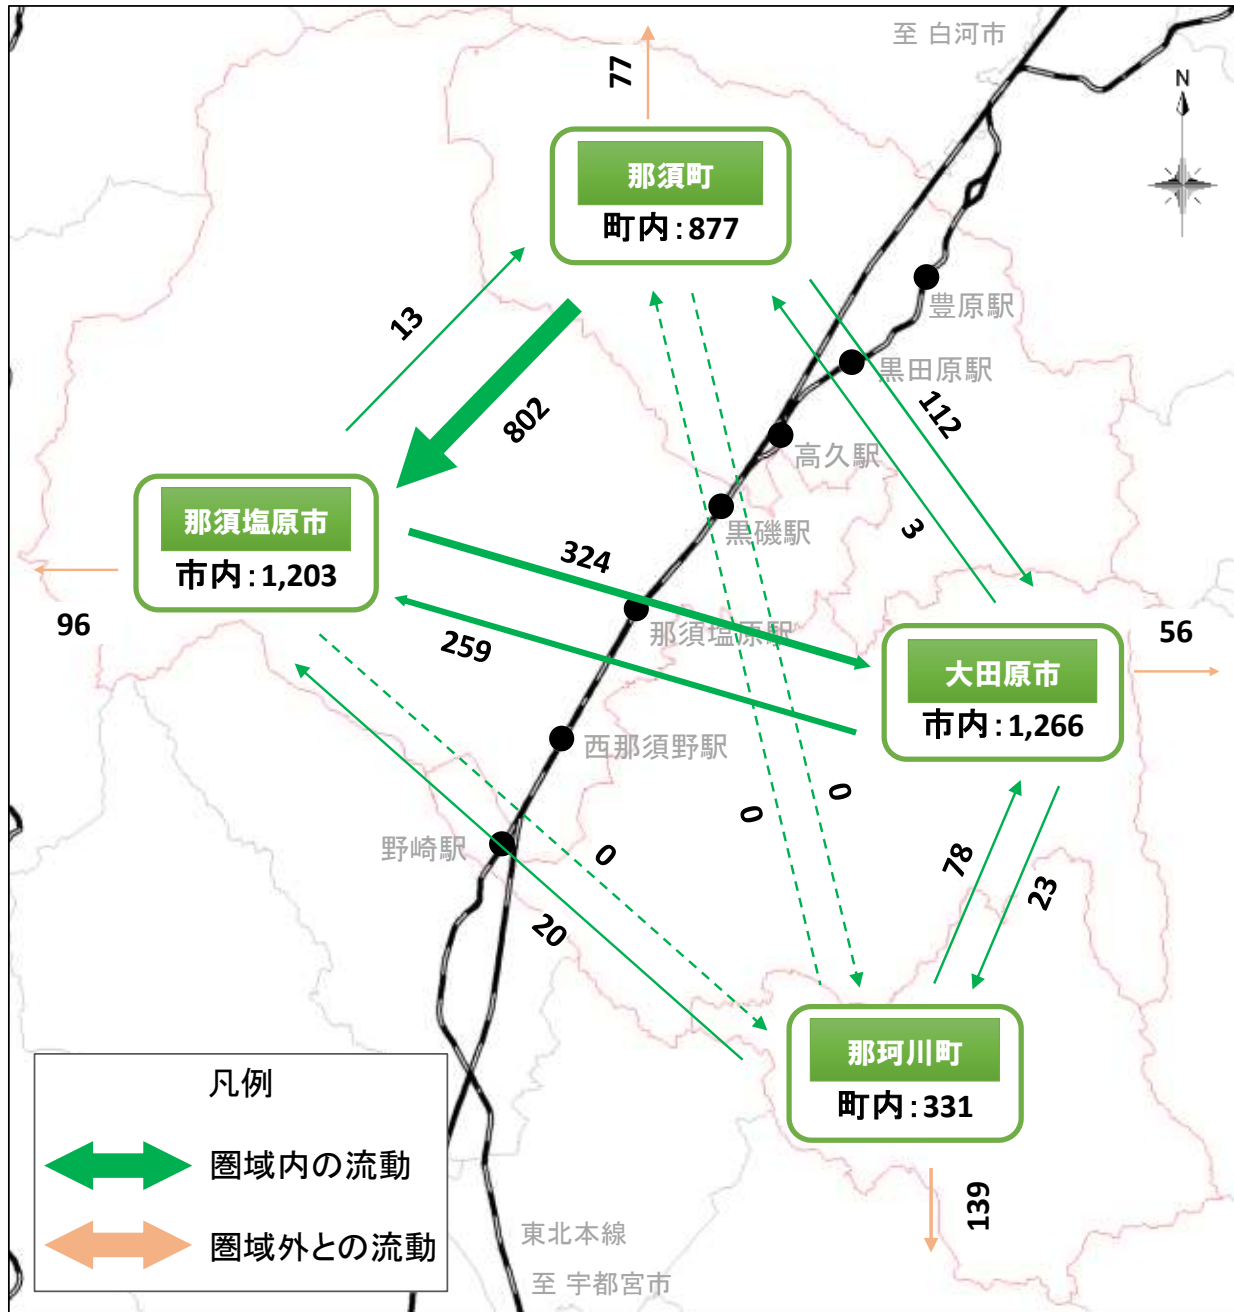 至 白河市
N
77
那須町
町内：877
豊原駅
13
黒田原駅
802
112
高久駅
3
黒磯駅
那須塩原市
市内：1,203
324
96
259
那須塩原駅
56
大田原市
市内：1,266
西那須野駅
0
0
野崎駅
0
78
23
20
那珂川町
町内：331
139
凡例
圏域内の流動
圏域外との流動
東北本線
至 宇都宮市